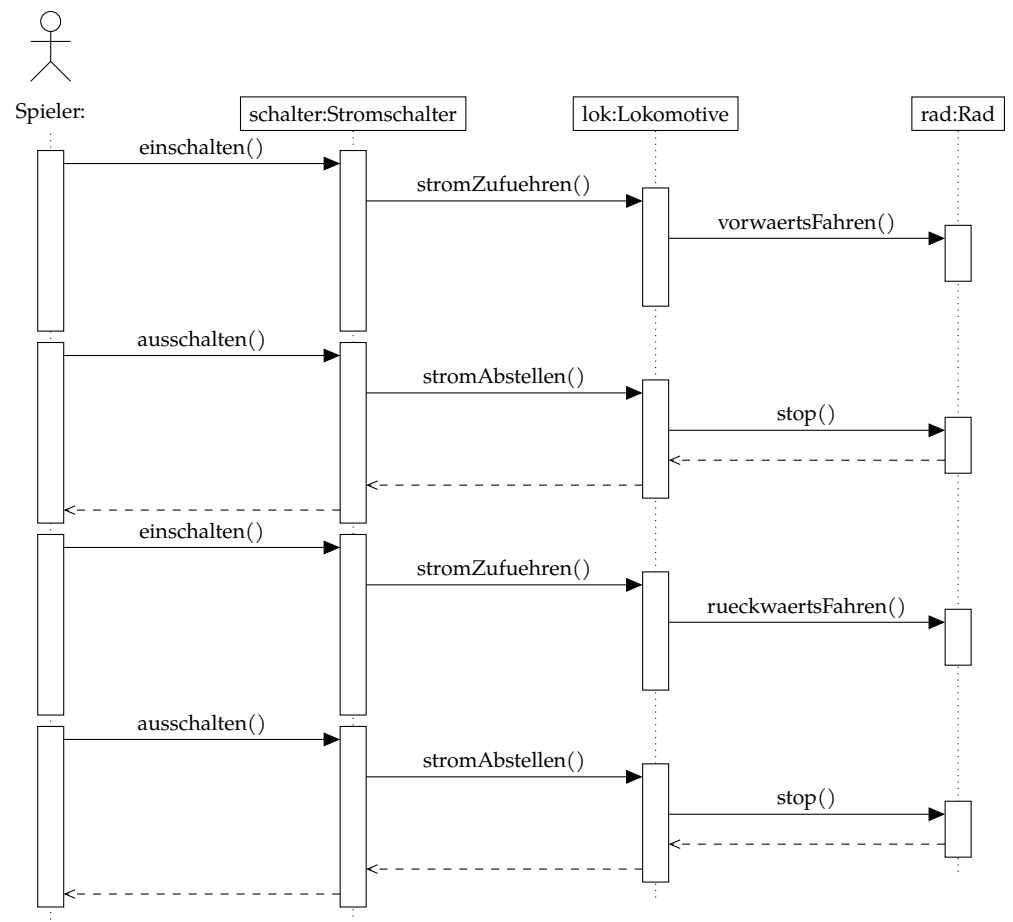 Spieler:
schalter:Stromschalter
lok:Lokomotive
rad:Rad
einschalten()
stromZufuehren()
vorwaertsFahren()
ausschalten()
stromAbstellen()
stop()
einschalten()
stromZufuehren()
rueckwaertsFahren()
ausschalten()
stromAbstellen()
stop()